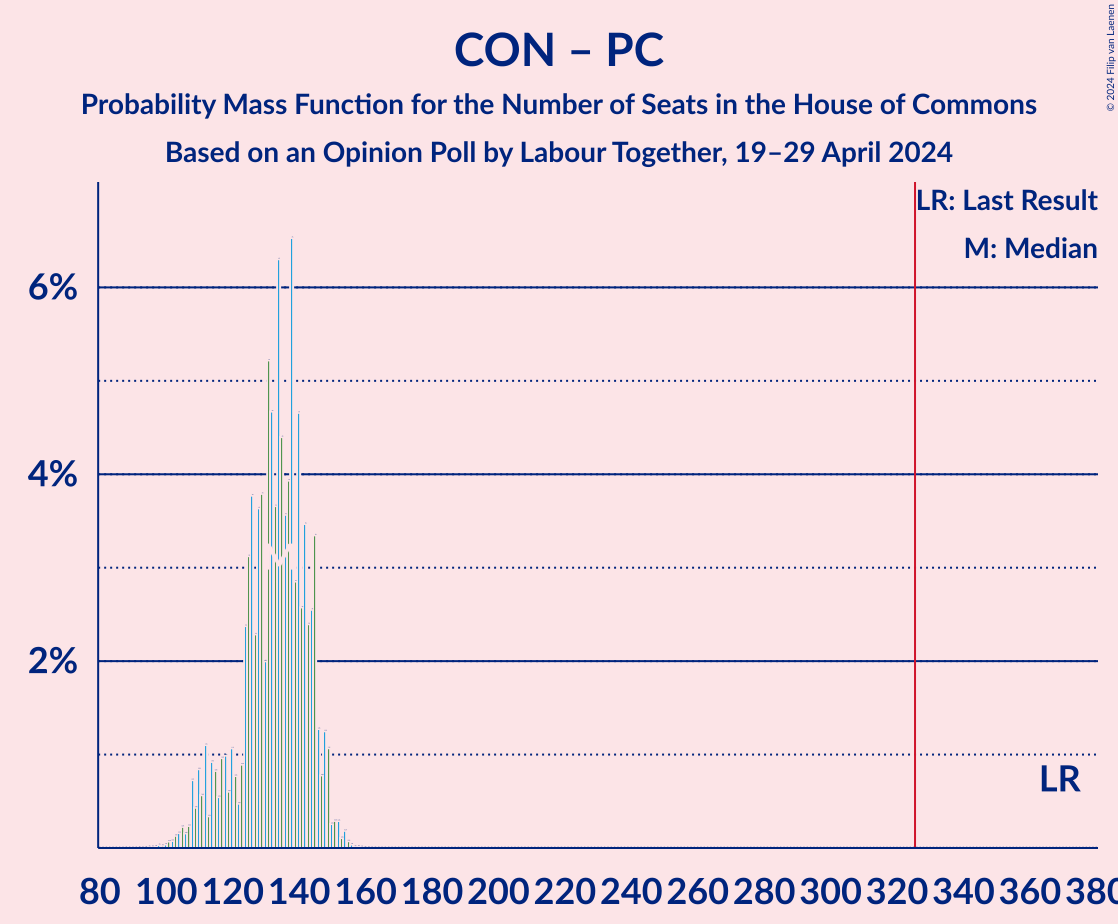 CON – PC
Probability Mass Function for the Number of Seats in the House of Commons
Based on an Opinion Poll by Labour Together, 19–29 April 2024
© 2024 Filip van Laenen
LR: Last Result
M: Median
6%
4%
2%
LR
80 100 120 140 160 180 200 220 240 260 280 300 320 340 360 380